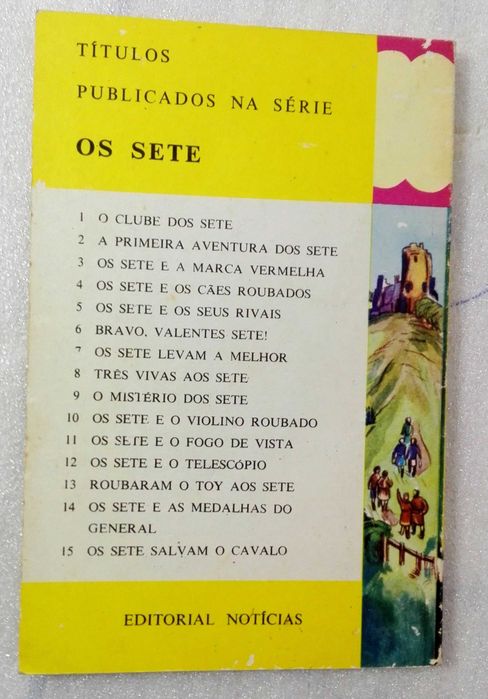 TÍTULOS
PUBLICADOS NA SÉRIE
OS SETE
1 O CLUBE DOS SETE
2 A PRIMEIRA AVENTURA DOS SETE
3 OS SETE E A MARCA VERMELHA
4 OS SETE E OS CÃES ROUBADOS
5 OS SETE E OS SEUS RIVAIS
6 BRAVO, VALENTES SETE!
7 OS SETE LEVAM A MELHOR
8 TRÊS VIVAS AOS SETE
9 O MISTÉRIO DOS SETE
10 OS SETE E O VIOLINO ROUBADO
11 OS SETE E O FOGO DE VISTA
12 OS SETE E O TELESCÓPIO
13 ROUBARAM O TOY AOS SETE
14 OS SETE E AS MEDALHAS DO
GENERAL
15 OS SETE SALVAM O CAVALO
EDITORIAL NOTÍCIAS